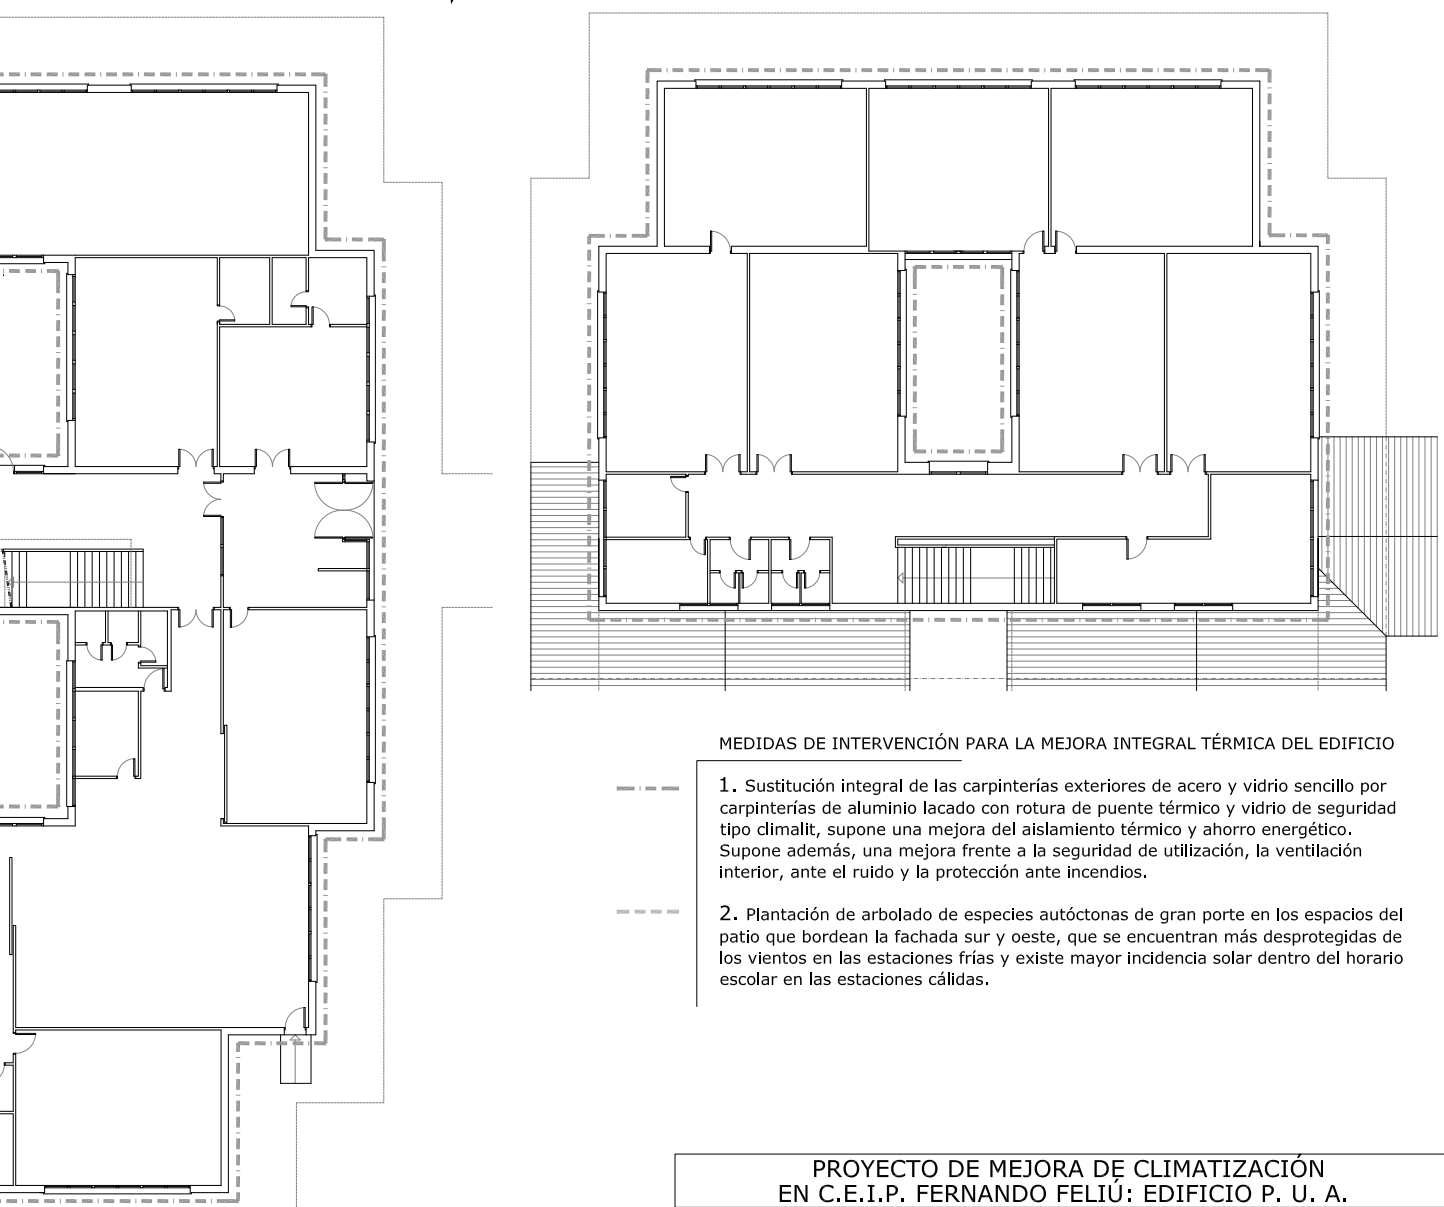 MEDIDAS DE INTERVENCIÓN PARA LA MEJORA INTEGRAL TÉRMICA DEL EDIFICIO
1. Sustitución integral de las carpinterías exteriores de acero y vidrio sencillo por
carpinterías de aluminio lacado con rotura de puente térmico y vidrio de seguridad
tipo climalit, supone una mejora del aislamiento térmico y ahorro energético.
Supone además, una mejora frente a la seguridad de utilización, la ventilación
interior, ante el ruido y la protección ante incendios.
2. Plantación de arbolado de especies autóctonas de gran porte en los espacios del
patio que bordean la fachada sur y oeste, que se encuentran más desprotegidas de
los vientos en las estaciones frías y existe mayor incidencia solar dentro del horario
escolar en las estaciones cálidas.
PROYECTO DE MEJORA DE CLIMATIZACIÓN
EN C.E.I.P. FERNANDO FELIÚ: EDIFICIO P. U. A.